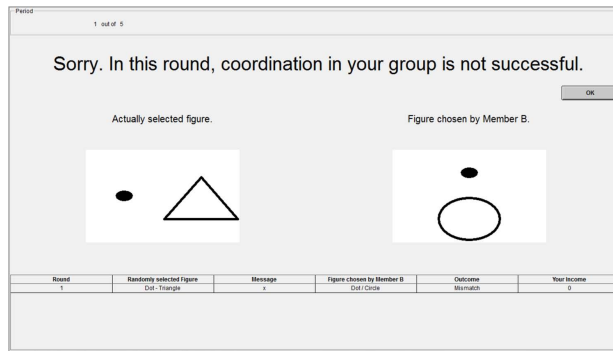 Period
1 out of 5
Sorry. In this round, coordination in your group is not successful.
OK
Actually selected figure. Figure chosen by Member B.
Round Randomly selected Figure Message Figure chosen by Member B Outcome Your Income
1 Dot - Triangle x Dot / Circle Mismatch 0